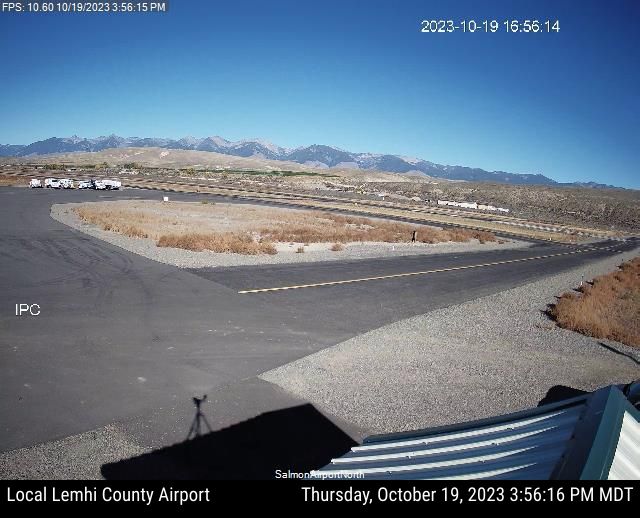 FPS: 10.60 10/19/2023 3:56:15 PM
2023-10-19 16:56:14
IPC
SalmonAirportNorth
Local Lemhi County Airport
Thursday, October 19, 2023 3:56:16 PM MDT